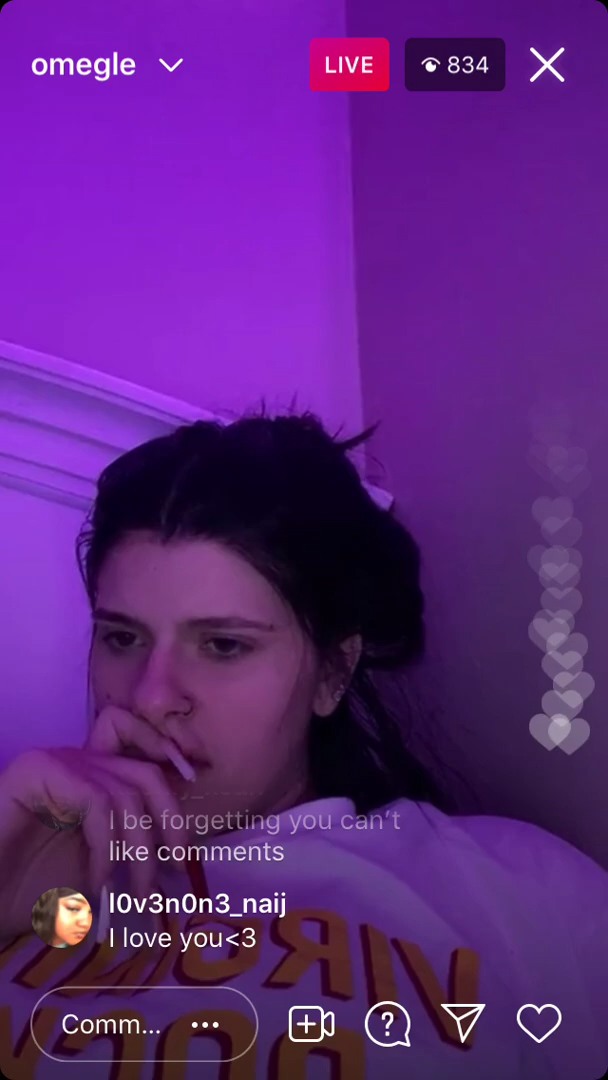 omegle
LIVE
834
I be forgetting you can't
like comments
l0v3n0n3_naij
I love you<3
Comm...